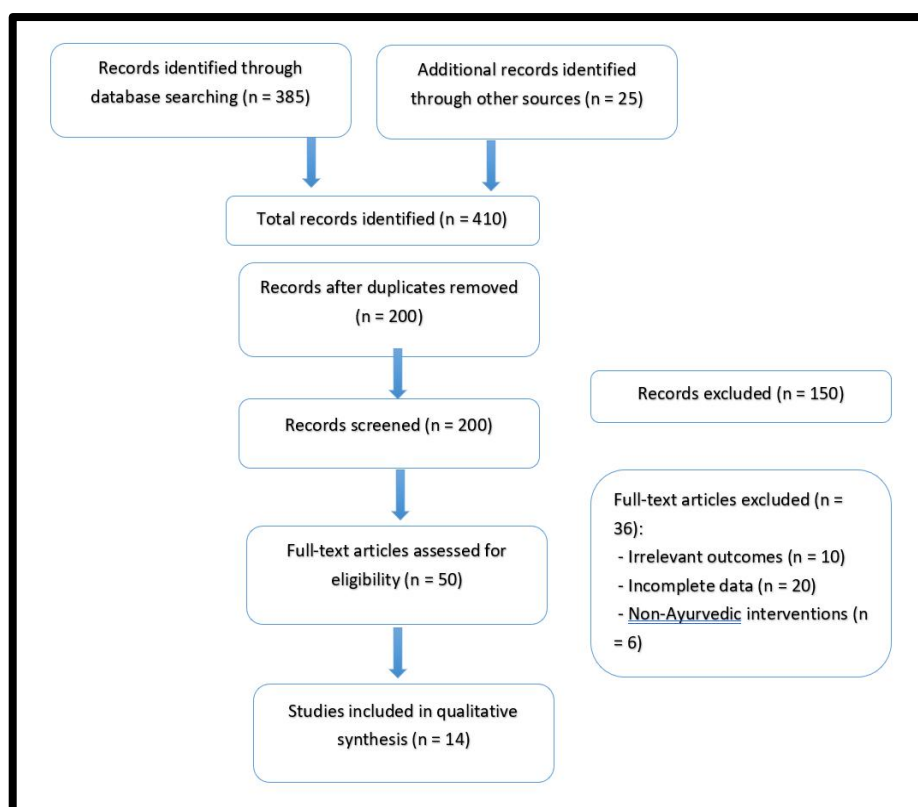 Records identified through
database searching (n = 385)
Additional records identified
through other sources (n = 25)
Total records identified (n = 410)
Records after duplicates removed
(n = 200)
Records screened (n = 200)
Records excluded (n = 150)
Full-text articles assessed for
eligibility (n = 50)
Full-text articles excluded (n =
36):
- Irrelevant outcomes (n = 10)
- Incomplete data (n = 20)
- Non-Ayurvedic interventions (n
= 6)
Studies included in qualitative
synthesis (n = 14)